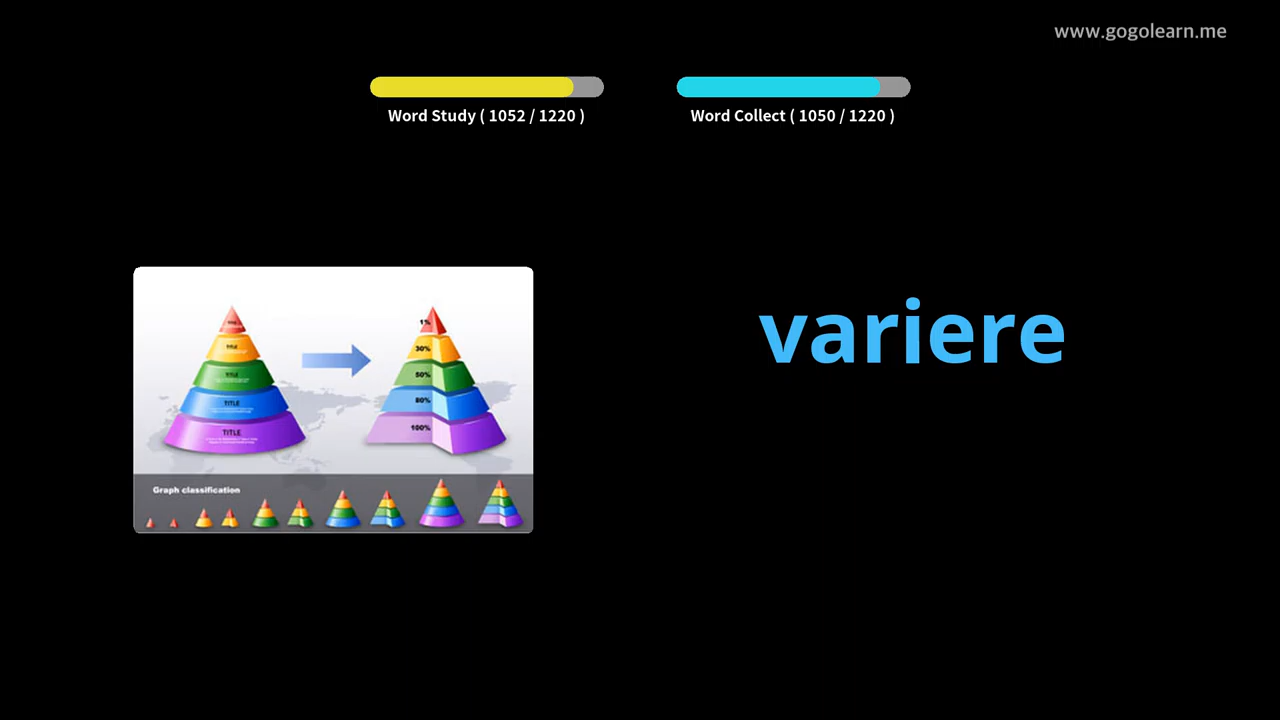 www.gogolearn.me
Word Study ( 1052 / 1220 )
Word Collect ( 1050 / 1220 )
variere
TITLE
TITLE
TITLE
TITLE
1%
30%
50%
80%
100%
Graph classification